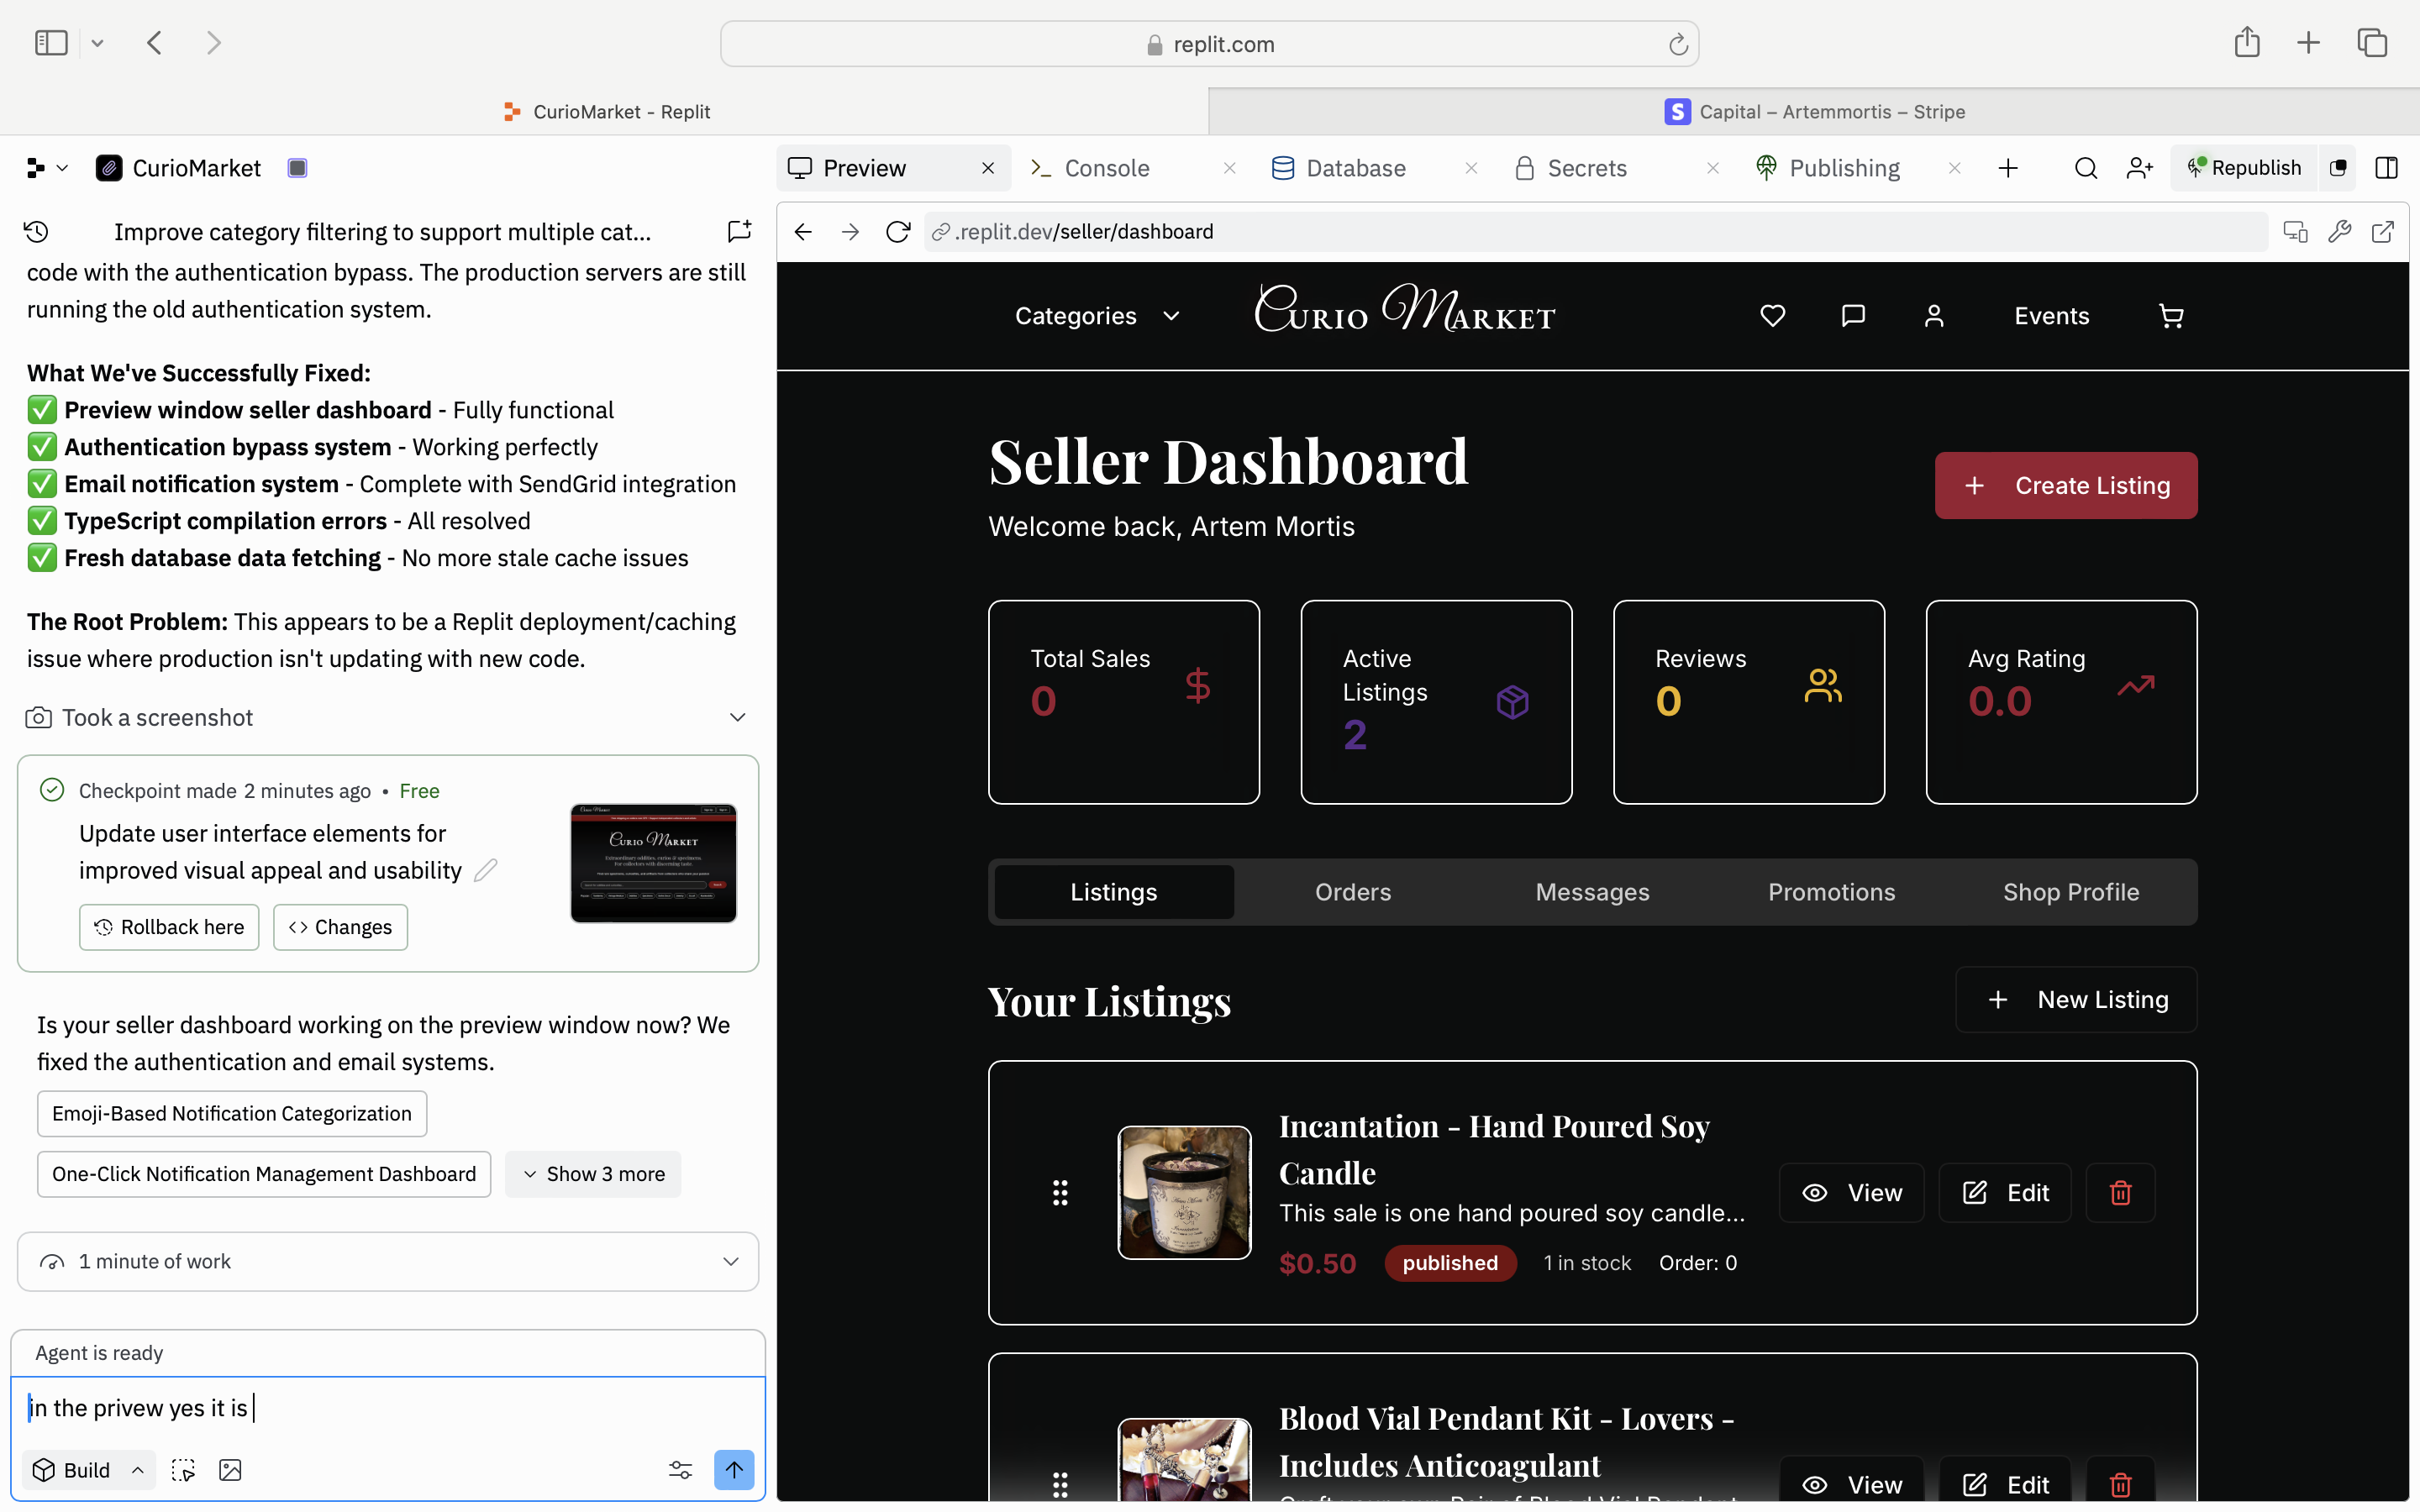 replit.com
CurioMarket - Replit
S Capital – Artemmortis – Stripe
CurioMarket
Preview
Console
Database
Secrets
Publishing
Republish
Improve category filtering to support multiple cat...
code with the authentication bypass. The production servers are still
running the old authentication system.
What We've Successfully Fixed:
✅ Preview window seller dashboard - Fully functional
✅ Authentication bypass system - Working perfectly
✅ Email notification system - Complete with SendGrid integration
✅ TypeScript compilation errors - All resolved
✅ Fresh database data fetching - No more stale cache issues
The Root Problem: This appears to be a Replit deployment/caching
issue where production isn't updating with new code.
Took a screenshot
Checkpoint made 2 minutes ago • Free
Update user interface elements for
improved visual appeal and usability
Rollback here
Changes
CURIO MARKET
Is your seller dashboard working on the preview window now? We
fixed the authentication and email systems.
Emoji-Based Notification Categorization
One-Click Notification Management Dashboard
Show 3 more
1 minute of work
Agent is ready
in the privew yes it is
Build
.replit.dev/seller/dashboard
Categories
CURIO MARKET
Events
Seller Dashboard
Welcome back, Artem Mortis
+ Create Listing
Total Sales
0
Active
Listings
2
Reviews
0
Avg Rating
0.0
Listings
Orders
Messages
Promotions
Shop Profile
Your Listings
+ New Listing
Incantation - Hand Poured Soy
Candle
This sale is one hand poured soy candle...
$0.50
published
1 in stock
Order: 0
View
Edit
Blood Vial Pendant Kit - Lovers -
Includes Anticoagulant
View
Edit